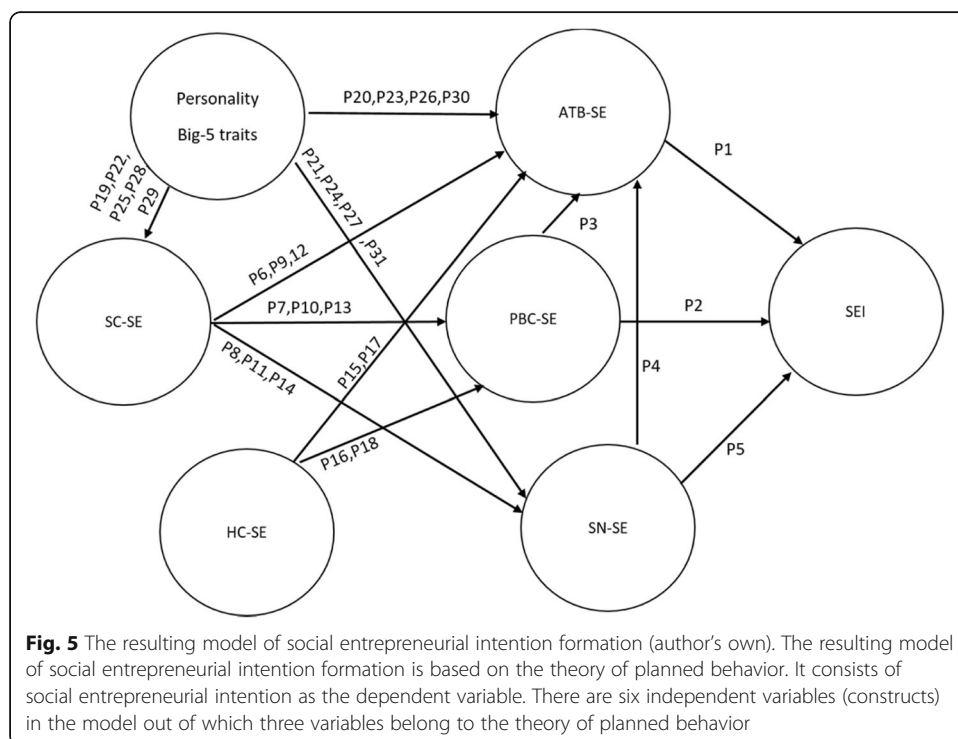 Personality
Big-5 traits
P20,P23,P26,P30
ATB-SE
P1
P19,P22,
P25,P28,
P29
P21,P24,P27 ,P31
P6,P9,12
P3
SC-SE
P7,P10,P13
PBC-SE
P2
SEI
P8,P11,P14
P15,P17
P4
P16,P18
P5
HC-SE
SN-SE
Fig. 5 The resulting model of social entrepreneurial intention formation (author's own). The resulting model
of social entrepreneurial intention formation is based on the theory of planned behavior. It consists of
social entrepreneurial intention as the dependent variable. There are six independent variables (constructs)
in the model out of which three variables belong to the theory of planned behavior